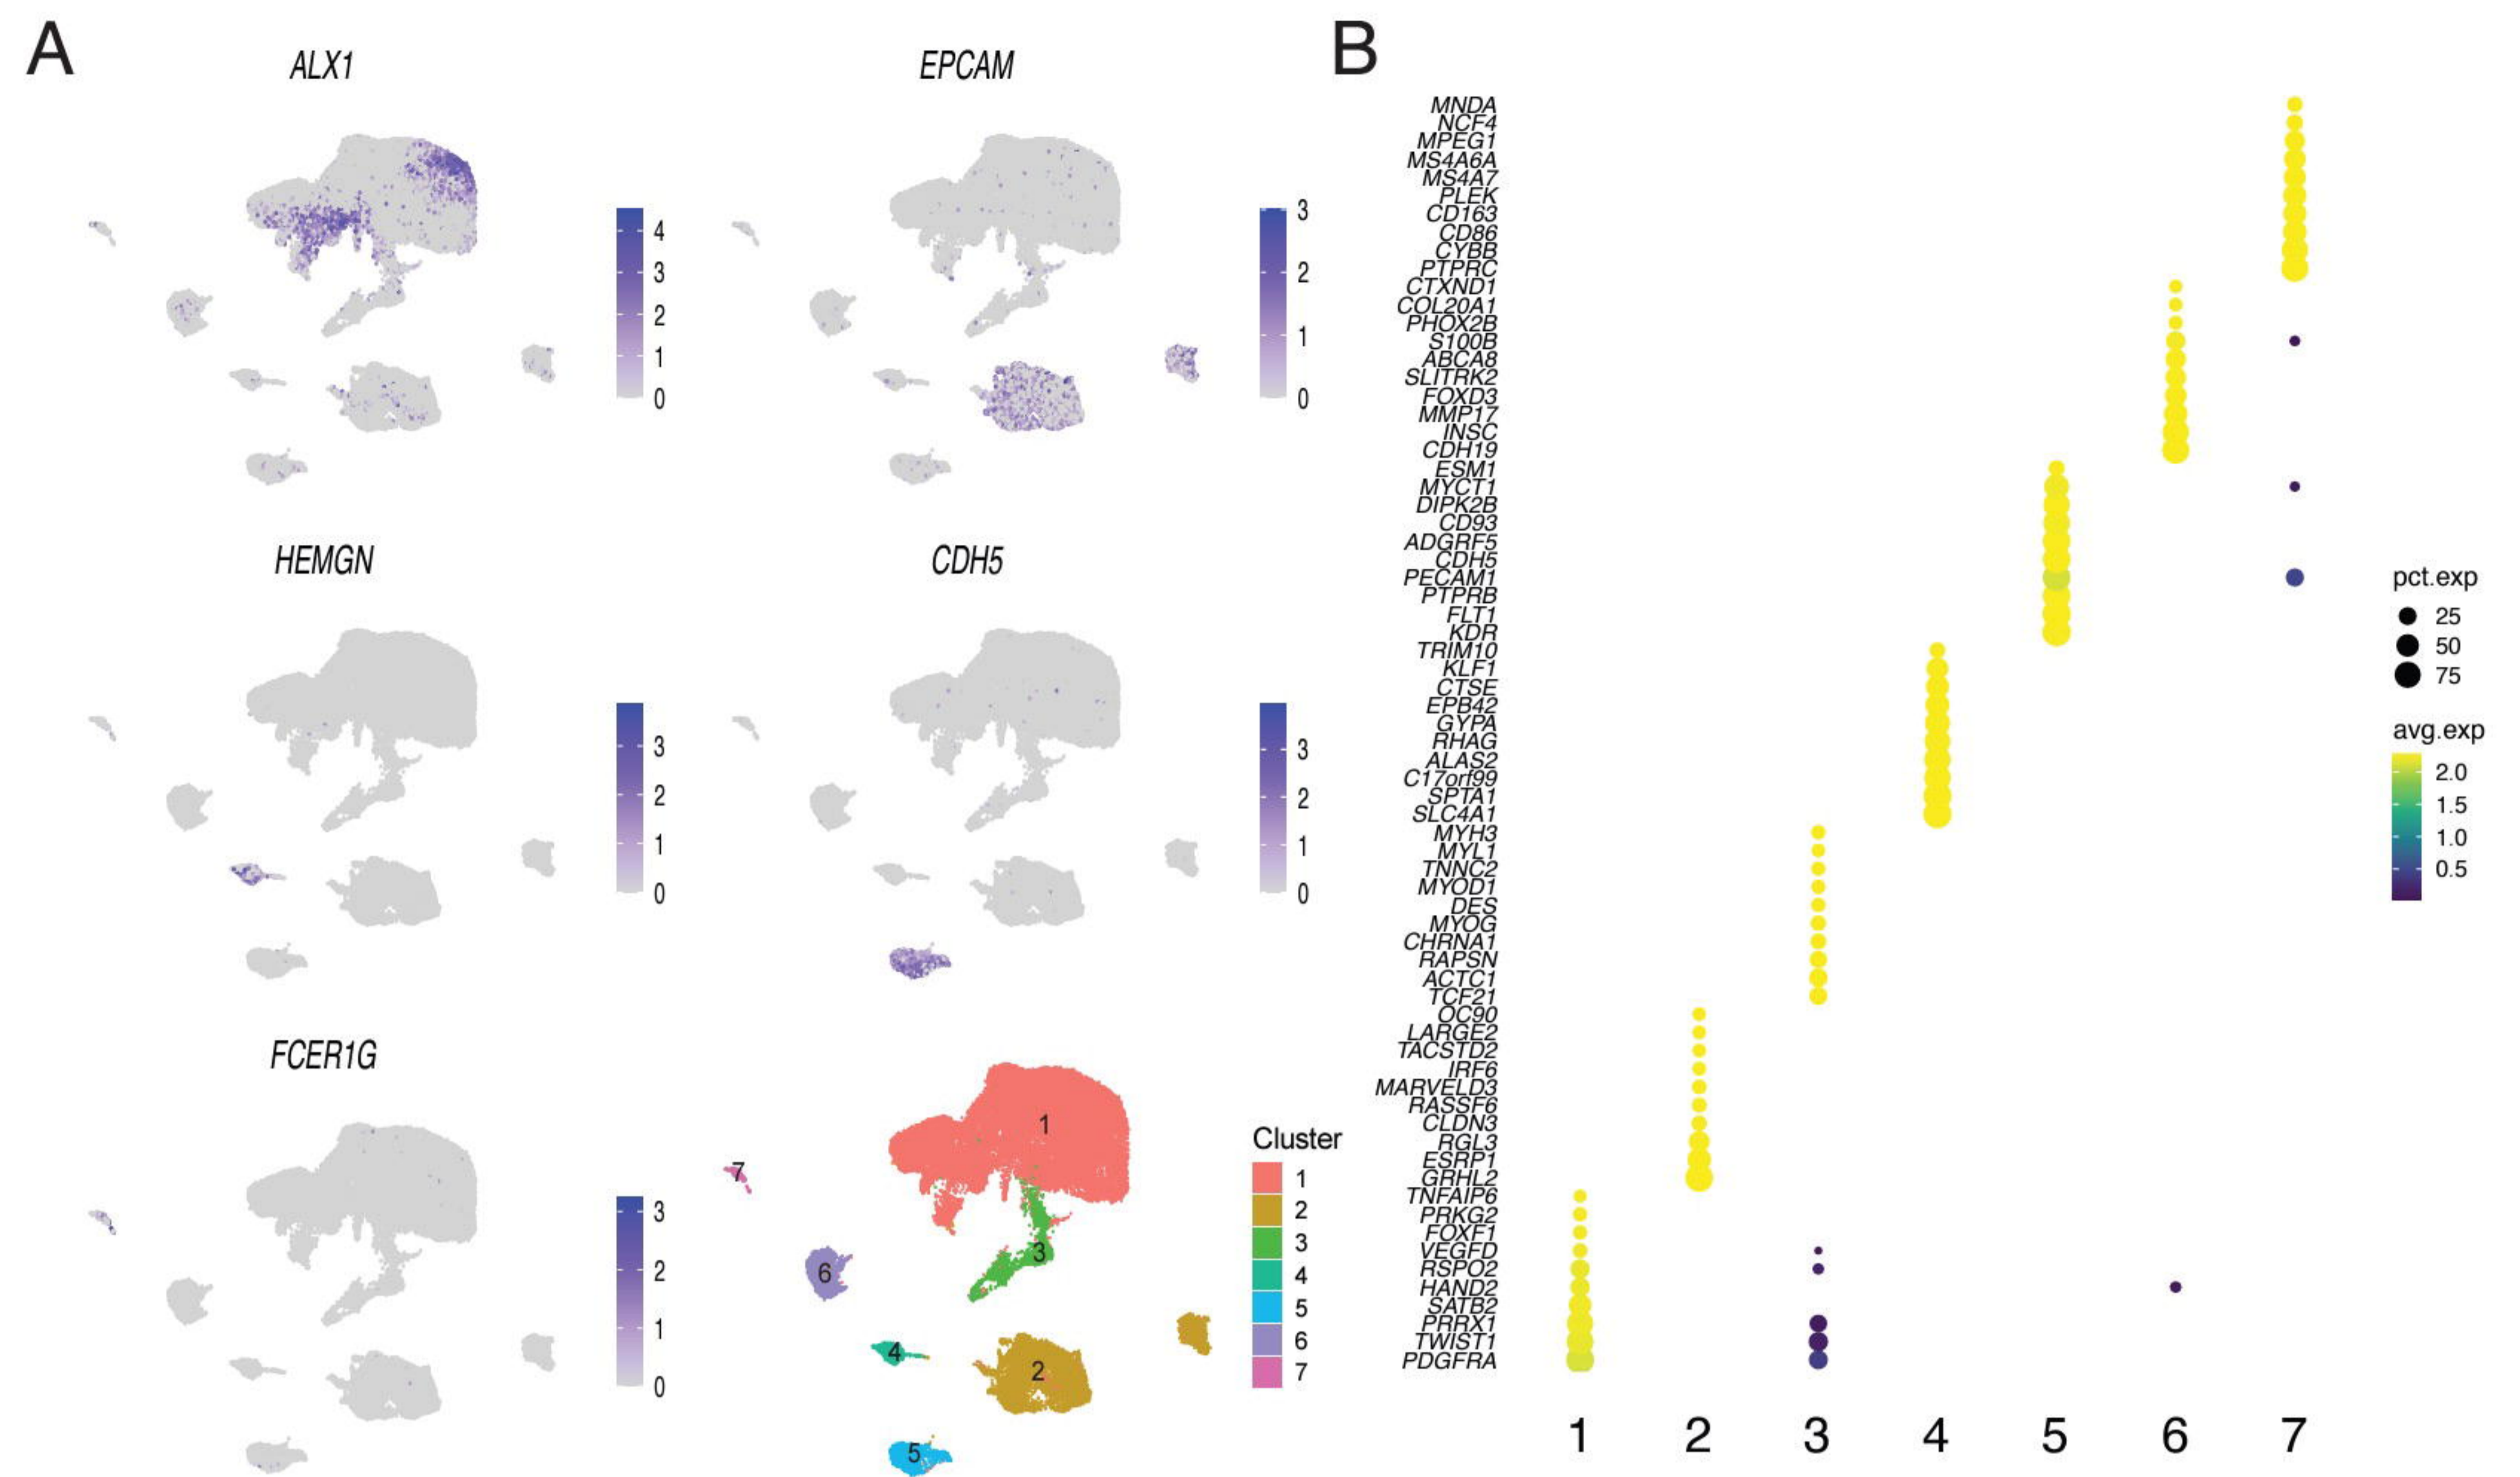 A
B
ALX1
4
3
2
1
0
EPCAM
3
2
1
0
HEMGN
3
2
1
0
CDH5
3
2
1
0
FCER1G
3
2
1
0
1
7
3
6
4
2
5
Cluster
1
2
3
4
5
6
7
MNDA
NCF4
MPEG1
MS4A6A
MS4A7
PLEK
CD163
CD86
CYBB
PTPRC
CTXND1
COL20A1
PHOX2B
S100B
ABCA8
SLITRK2
FOXD3
MMP17
INSC
CDH19
ESM1
MYCT1
DIPK2B
CD93
ADGRF5
CDH5
PECAM1
PTPRB
FLT1
KDR
TRIM10
KLF1
CTSE
EPB42
GYPA
RHAG
ALAS2
C17orf99
SPTA1
SLC4A1
MYH3
MYL1
TNNC2
MYOD1
DES
MYOG
CHRNA1
RAPSN
ACTC1
TCF21
OC90
LARGE2
TACSTD2
IRF6
MARVELD3
RASSF6
CLDN3
RGL3
ESRP1
GRHL2
TNFAIP6
PRKG2
FOXF1
VEGFD
RSPO2
HAND2
SATB2
PRRX1
TWIST1
PDGFRA
1 2 3 4 5 6 7
pct.exp
25
50
75
avg.exp
2.0
1.5
1.0
0.5